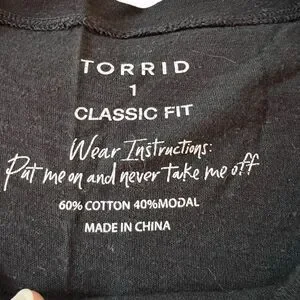 TORRID
1
CLASSIC FIT
Wear Instructions:
Put me on and never take me off
60% COTTON 40%MODAL
MADE IN CHINA